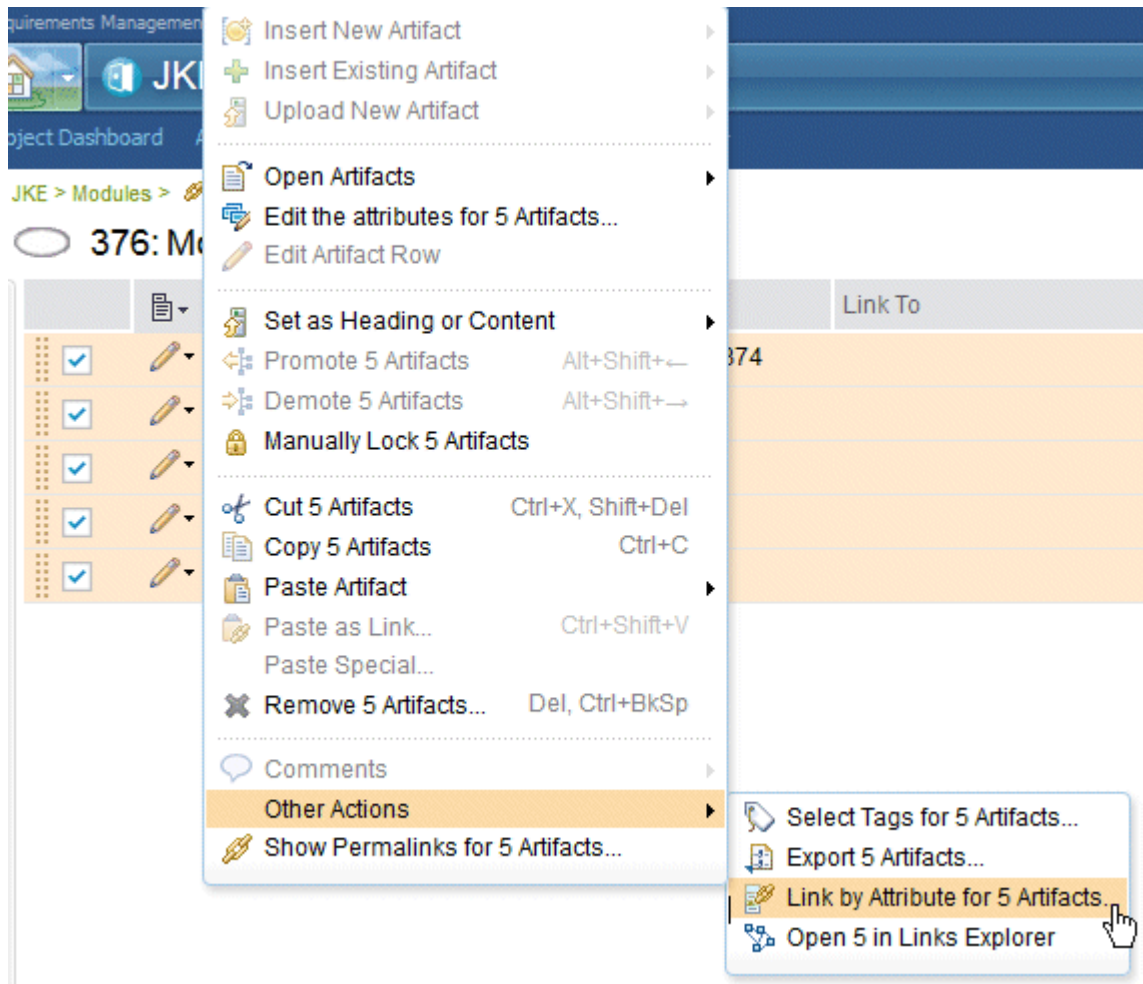 quirements Managemen
JKE
oject Dashboard A
JKE > Modules >
376: Mo
Link To
374
Insert New Artifact
Insert Existing Artifact
Upload New Artifact
Open Artifacts
Edit the attributes for 5 Artifacts...
Edit Artifact Row
Set as Heading or Content
Promote 5 Artifacts Alt+Shift+←
Demote 5 Artifacts Alt+Shift+→
Manually Lock 5 Artifacts
Cut 5 Artifacts Ctrl+X, Shift+Del
Copy 5 Artifacts Ctrl+C
Paste Artifact
Paste as Link... Ctrl+Shift+V
Paste Special...
Remove 5 Artifacts... Del, Ctrl+BkSp
Comments
Other Actions
Show Permalinks for 5 Artifacts...
Select Tags for 5 Artifacts...
Export 5 Artifacts...
Link by Attribute for 5 Artifacts...
Open 5 in Links Explorer